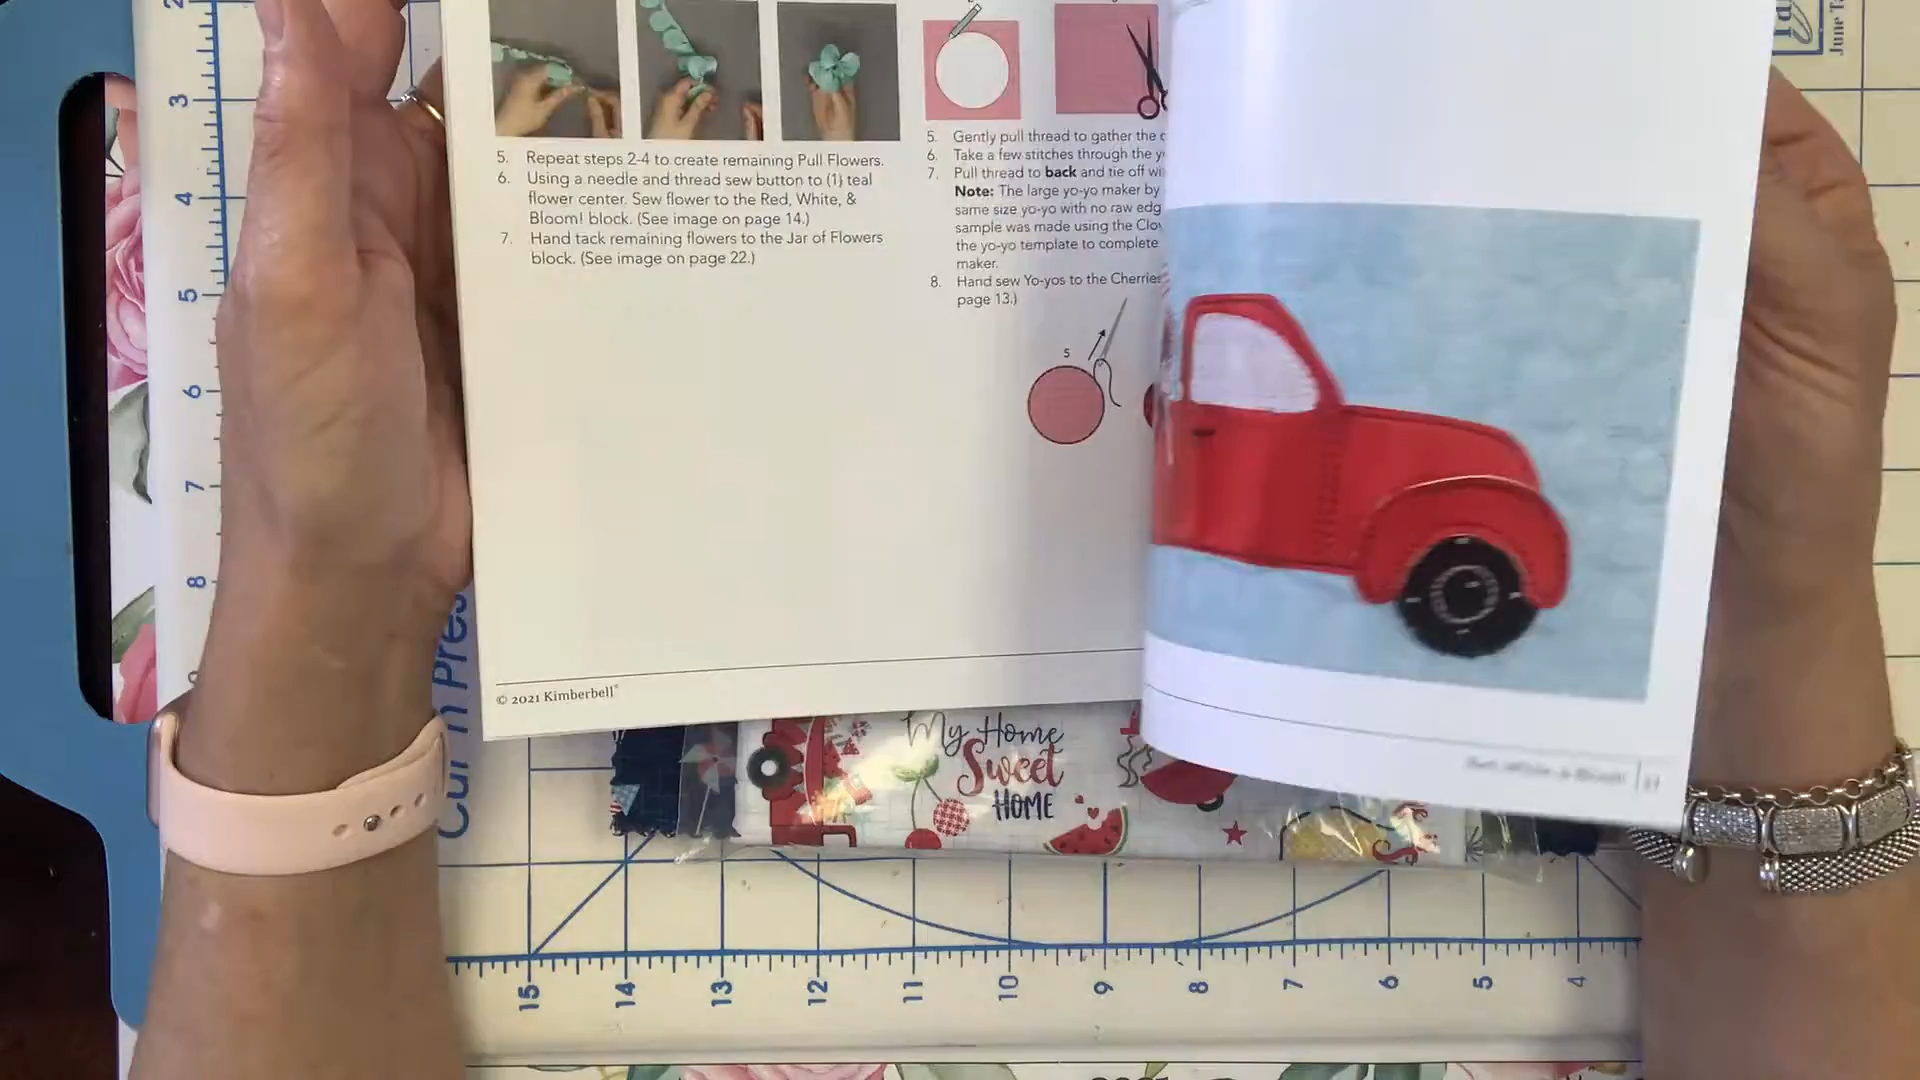 5. Repeat steps 2-4 to create remaining Pull Flowers.
6. Using a needle and thread sew button to (1) teal
flower center. Sew flower to the Red, White, &
Bloom! block. (See image on page 14.)
7. Hand tack remaining flowers to the Jar of Flowers
block. (See image on page 22.)
© 2021 Kimberbell®
5. Gently pull thread to gather the
6. Take a few stitches through the
7. Pull thread to back and tie off
Note: The large yo-yo maker by
same size yo-yo with no raw
sample was made using the
the yo-yo template to complete
maker.
8. Hand sew Yo-yos to the Cherries
page 13.)
5
My Home
Sweet
HOME
June
3
4
5
6
7
8
15
14
13
12
11
10
9
8
7
6
5
4